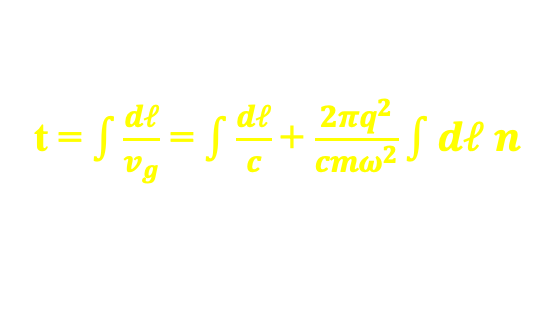 t = ∫ dℓ/v_g = ∫ dℓ/c + 2πq²/cmω² ∫ dℓ n